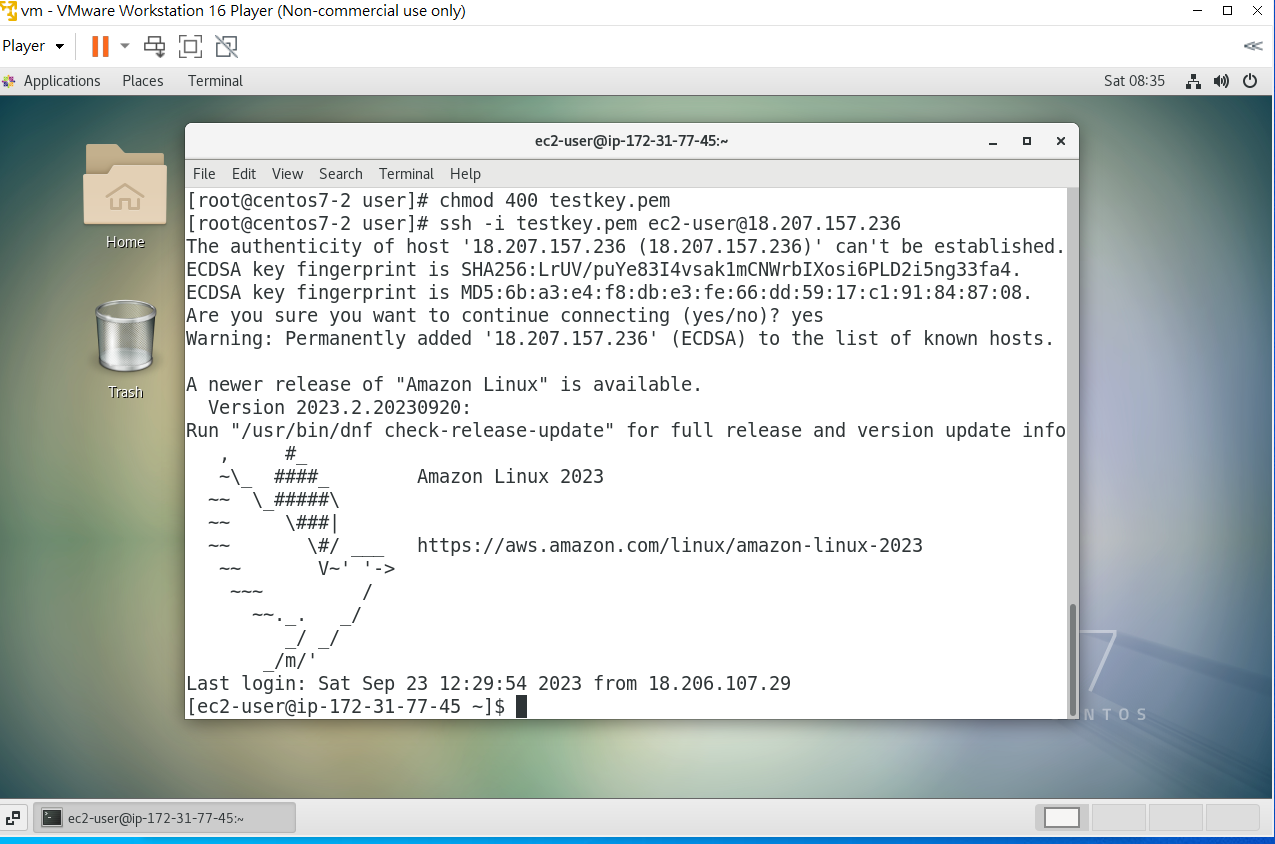 vm - VMware Workstation 16 Player (Non-commercial use only)
Player
Applications Places Terminal Sat 08:35
Home
Trash
ec2-user@ip-172-31-77-45:~
File Edit View Search Terminal Help
[root@centos7-2 user]# chmod 400 testkey.pem
[root@centos7-2 user]# ssh -i testkey.pem ec2-user@18.207.157.236
The authenticity of host '18.207.157.236 (18.207.157.236)' can't be established.
ECDSA key fingerprint is SHA256:LrUV/puYe83I4vsak1mCNWrbIXosi6PLD2i5ng33fa4.
ECDSA key fingerprint is MD5:6b:a3:e4:f8:db:e3:fe:66:dd:59:17:c1:91:84:87:08.
Are you sure you want to continue connecting (yes/no)? yes
Warning: Permanently added '18.207.157.236' (ECDSA) to the list of known hosts.
A newer release of "Amazon Linux" is available.
  Version 2023.2.20230920:
Run "/usr/bin/dnf check-release-update" for full release and version update info
   ,     #_
   ~\_  ####_        Amazon Linux 2023
  ~~  \_#####\
  ~~     \###|
  ~~       \#/ ___   https://aws.amazon.com/linux/amazon-linux-2023
   ~~       V~' '->
    ~~~         /
      ~~._.   _/
         _/ _/
       _/m/'
Last login: Sat Sep 23 12:29:54 2023 from 18.206.107.29
[ec2-user@ip-172-31-77-45 ~]$
7
NTOS
ec2-user@ip-172-31-77-45:~